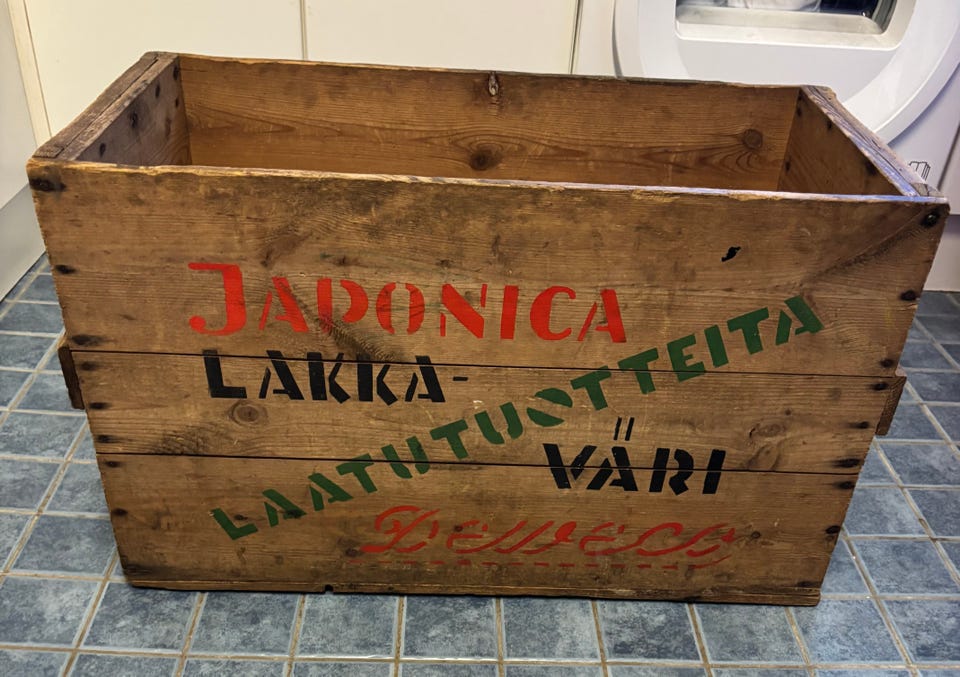 JAPONICA
LAKKA-
LAATUTUOTTEITA
VÄRI